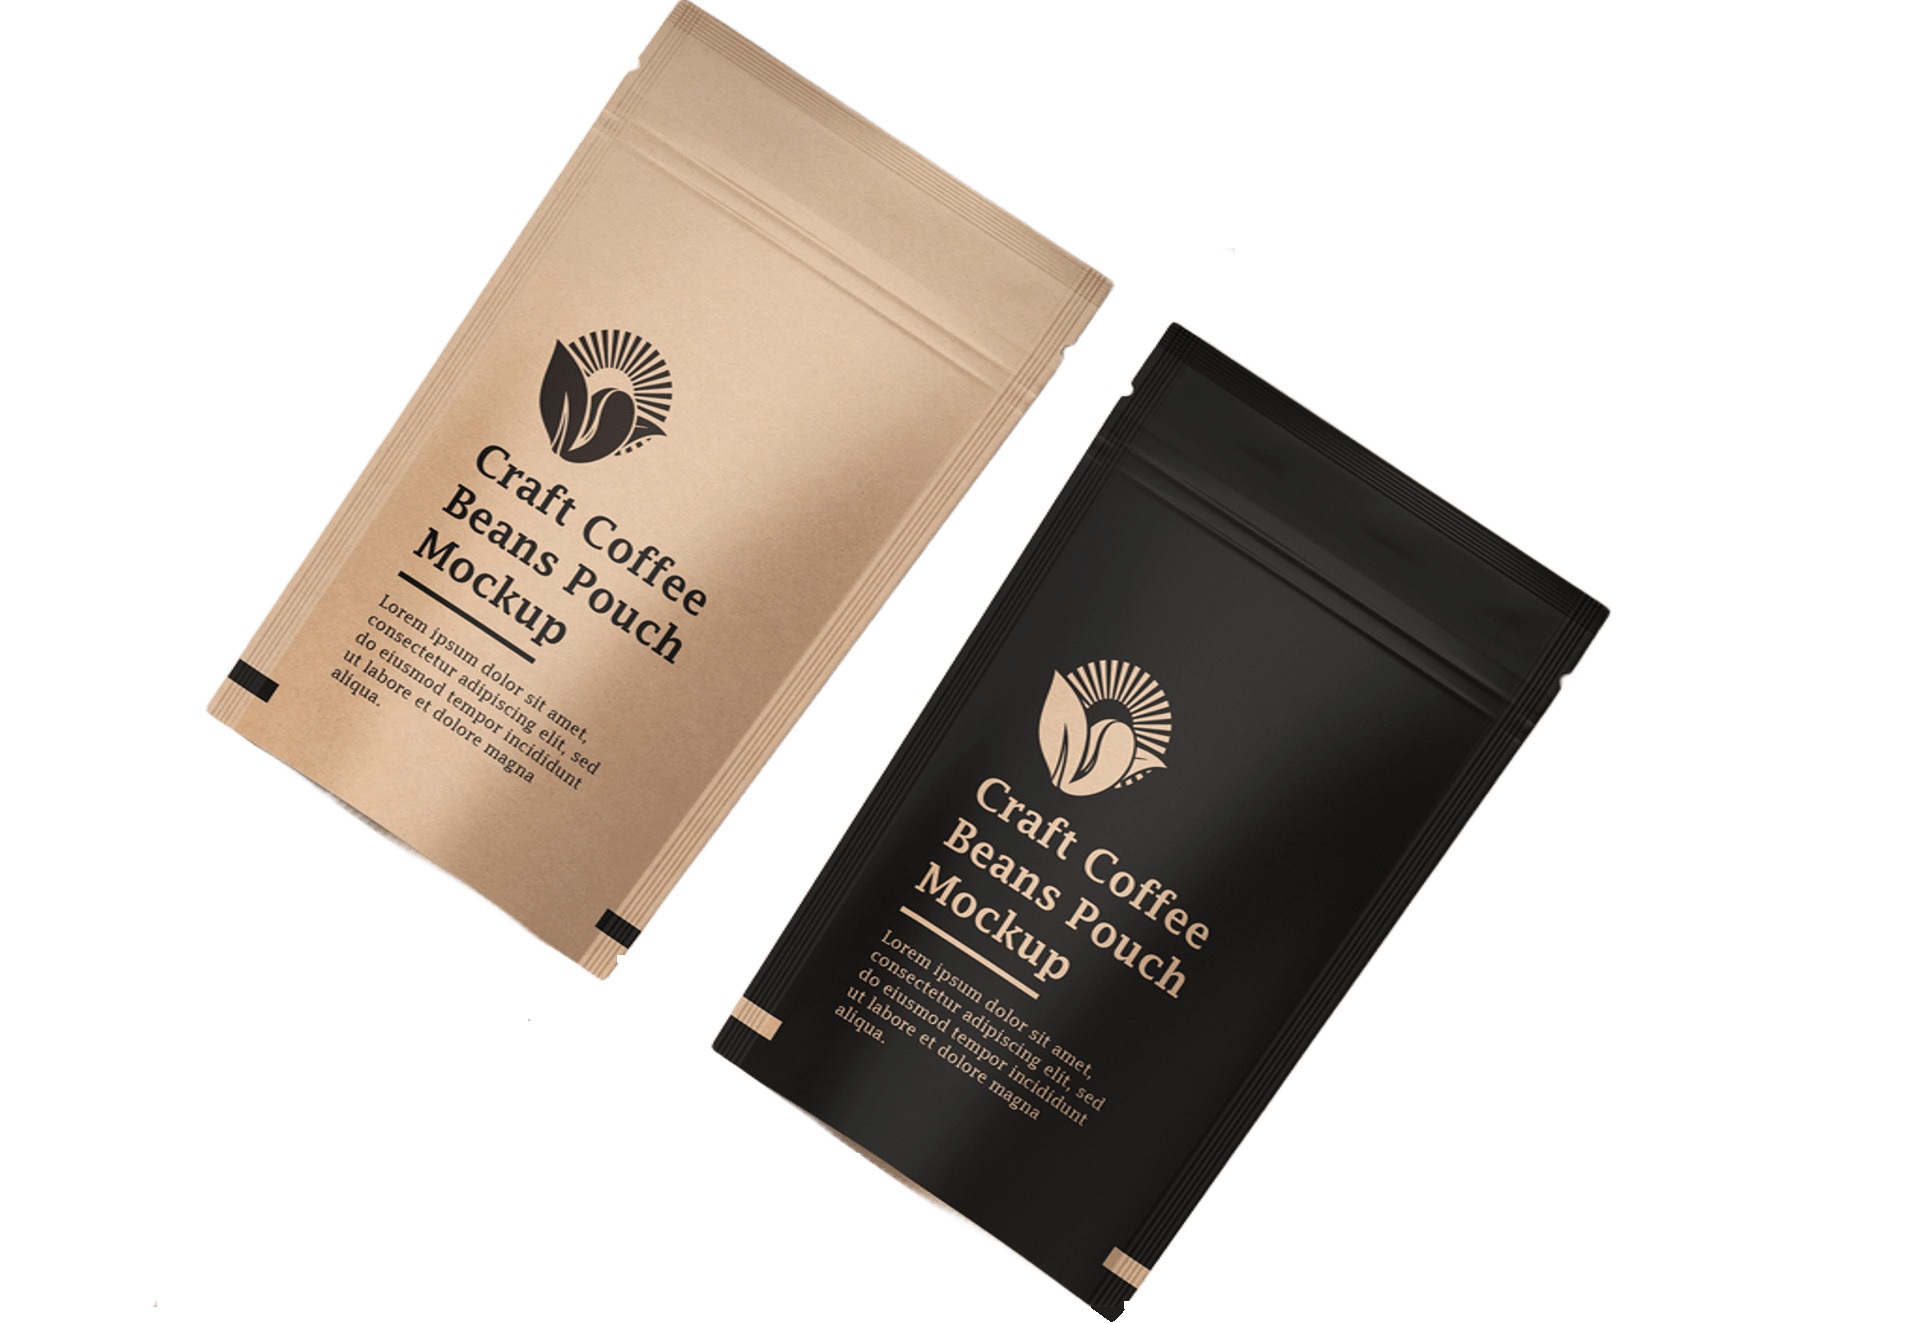 Craft Coffee
Beans Pouch
Mockup
Lorem ipsum dolor sit amet,
consectetur adipiscing elit, sed
do eiusmod tempor incididunt
ut labore et dolore magna
aliqua.
Craft Coffee
Beans Pouch
Mockup
Lorem ipsum dolor sit amet,
consectetur adipiscing elit, sed
do eiusmod tempor incididunt
ut labore et dolore magna
aliqua.